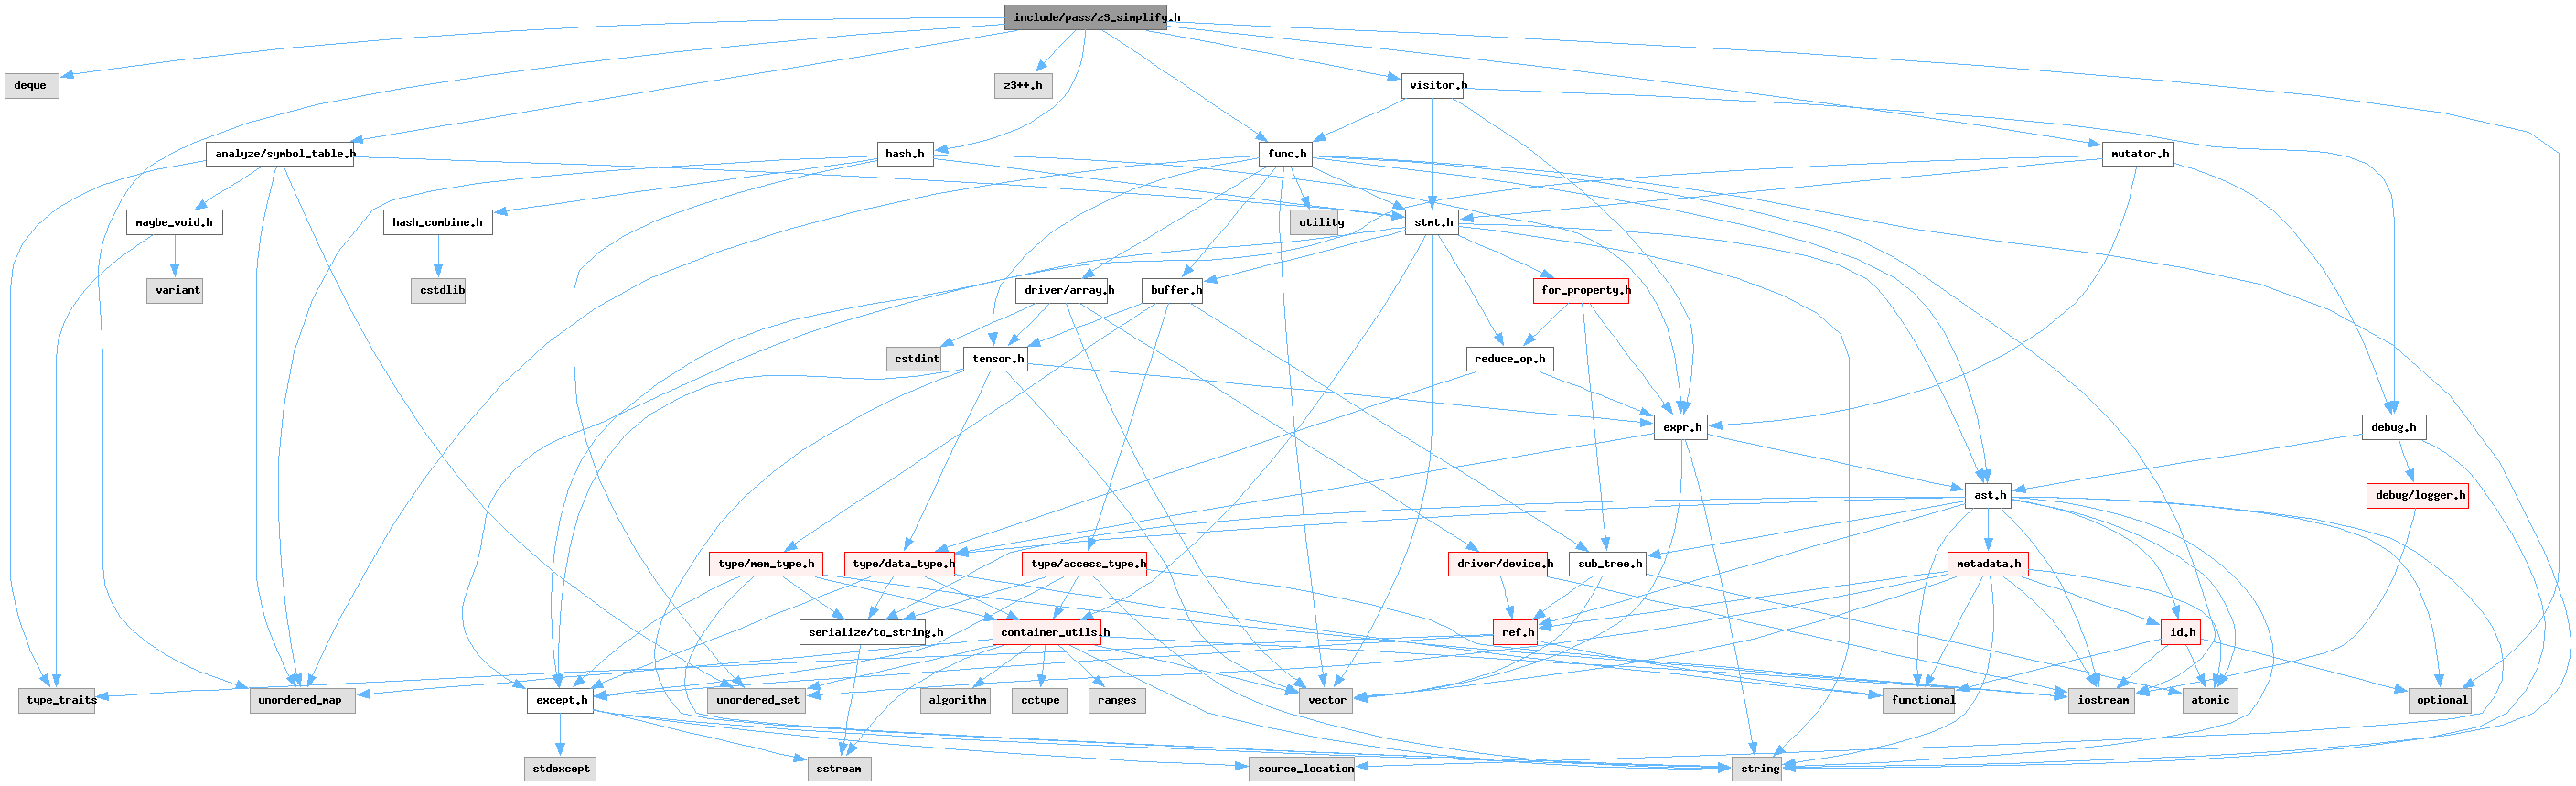 include/pass/z3_simplify.h
deque
z3++.h
visitor.h
analyze/symbol_table.h
hash.h
func.h
mutator.h
maybe_void.h
hash_combine.h
utility
stmt.h
variant
cstdlib
driver/array.h
buffer.h
for_property.h
cstdint
tensor.h
reduce_op.h
expr.h
debug.h
ast.h
debug/logger.h
type/mem_type.h
type/data_type.h
type/access_type.h
driver/device.h
sub_tree.h
metadata.h
serialize/to_string.h
container_utils.h
ref.h
id.h
type_traits
unordered_map
except.h
unordered_set
algorithm
cctype
ranges
vector
functional
iostream
atomic
optional
stdexcept
sstream
source_location
string